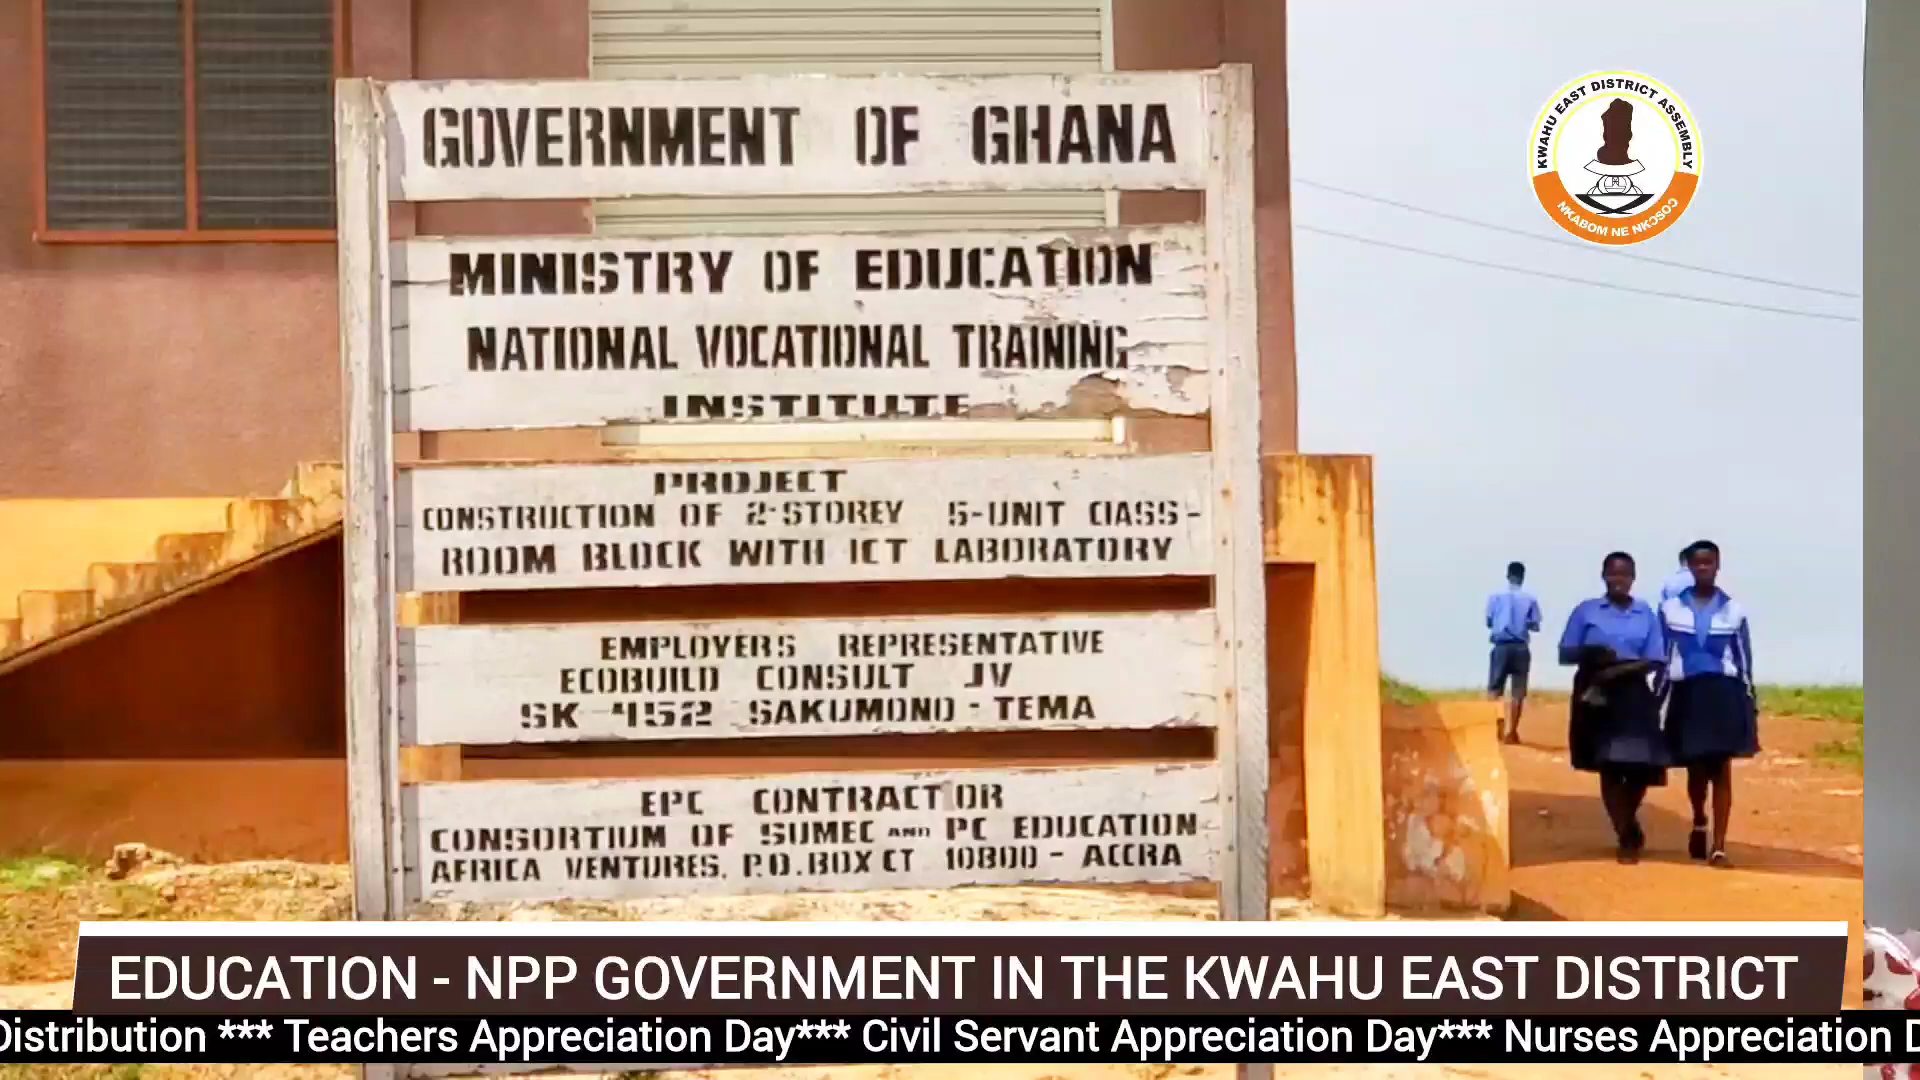 GOVERNMENT OF GHANA
MINISTRY OF EDUCATION
NATIONAL VOCATIONAL TRAINING
INSTITUTE
PROJECT
CONSTRUCTION OF 2-STOREY 5-UNIT CLASS-
ROOM BLOCK WITH ICT LABORATORY
EMPLOYERS REPRESENTATIVE
ECOBUILD CONSULT JV
SK 452 SAKUMONO - TEMA
EPC CONTRACTOR
CONSORTIUM OF SUMEC AND PC EDUCATION
AFRICA VENTURES, P.O.BOX CT 10800 - ACCRA
KWAHU EAST DISTRICT ASSEMBLY
NKABOM NE NKɔSOɔ
EDUCATION - NPP GOVERNMENT IN THE KWAHU EAST DISTRICT
Distribution *** Teachers Appreciation Day*** Civil Servant Appreciation Day*** Nurses Appreciation D